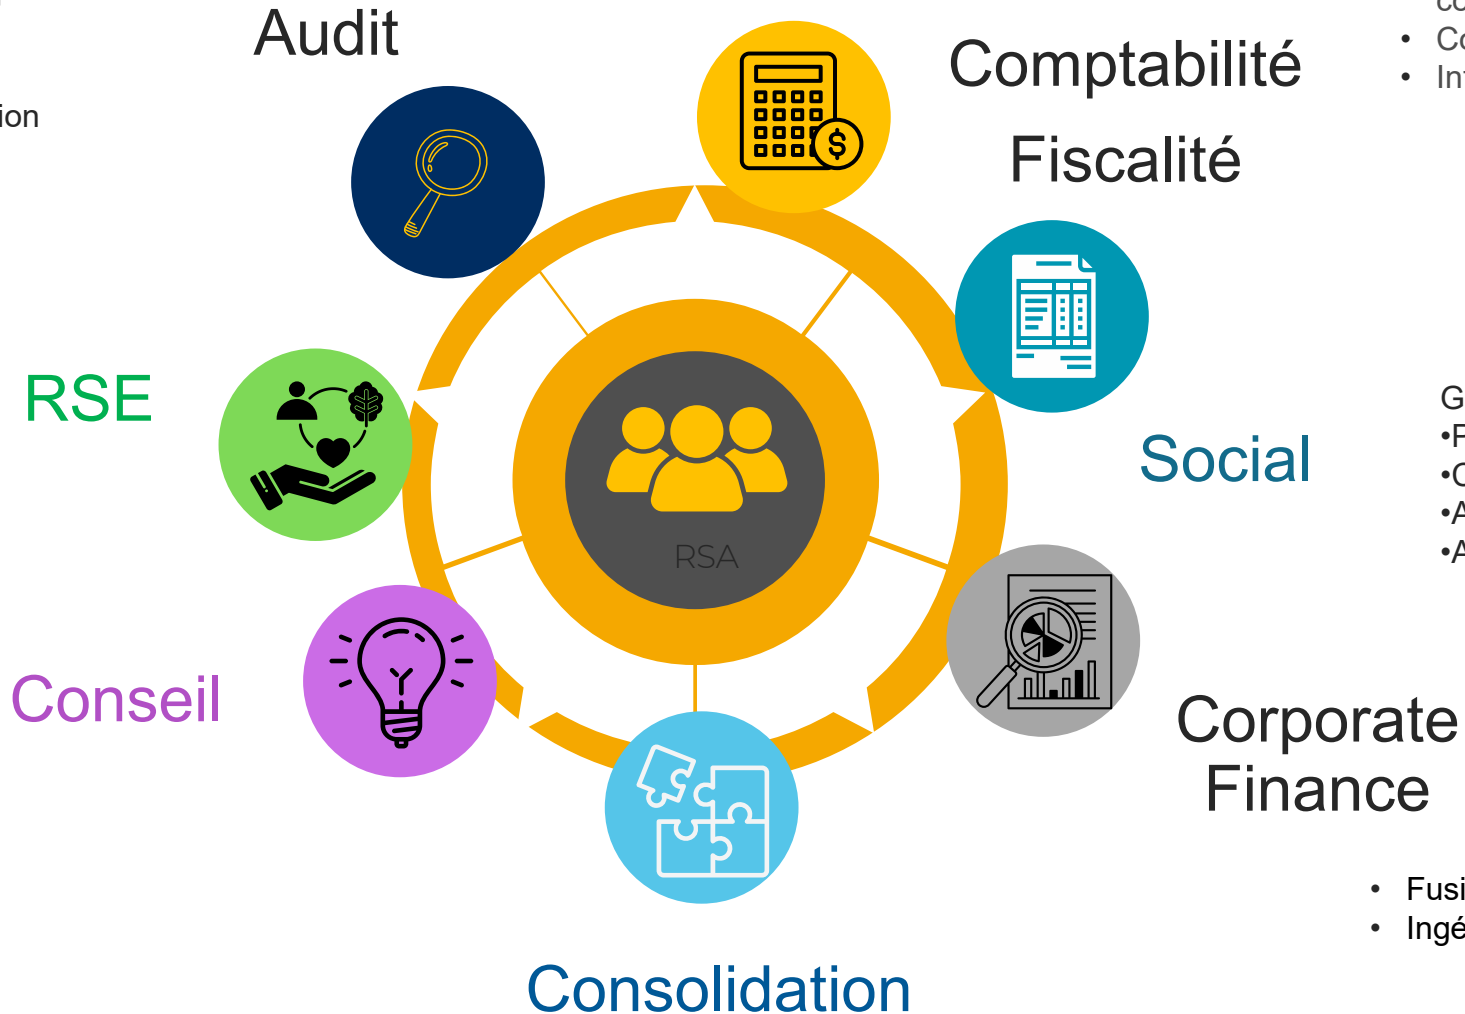 Audit
Comptabilité
Fiscalité
RSE
Social
RSA
Conseil
Corporate
Finance
Consolidation
$